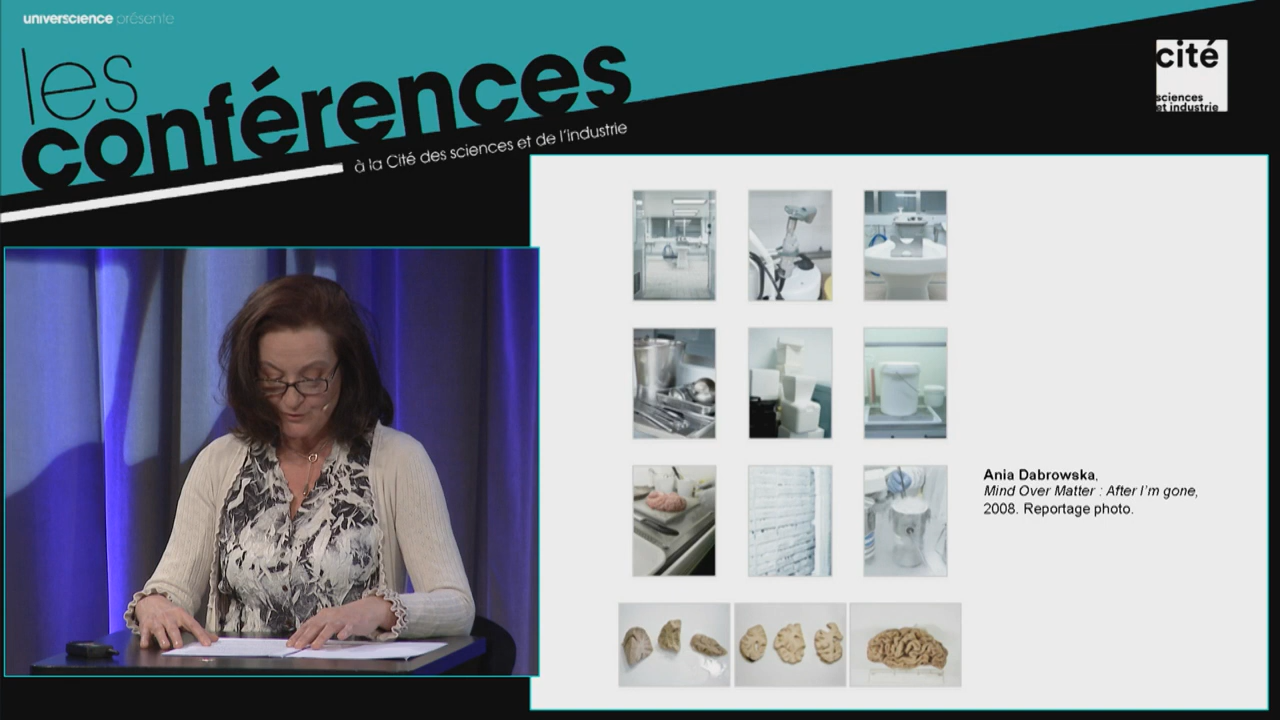 universcience présente
les
conférences
à la Cité des sciences et de l'industrie
cité
sciences
et industrie
Ania Dabrowska,
Mind Over Matter : After I'm gone,
2008. Reportage photo.